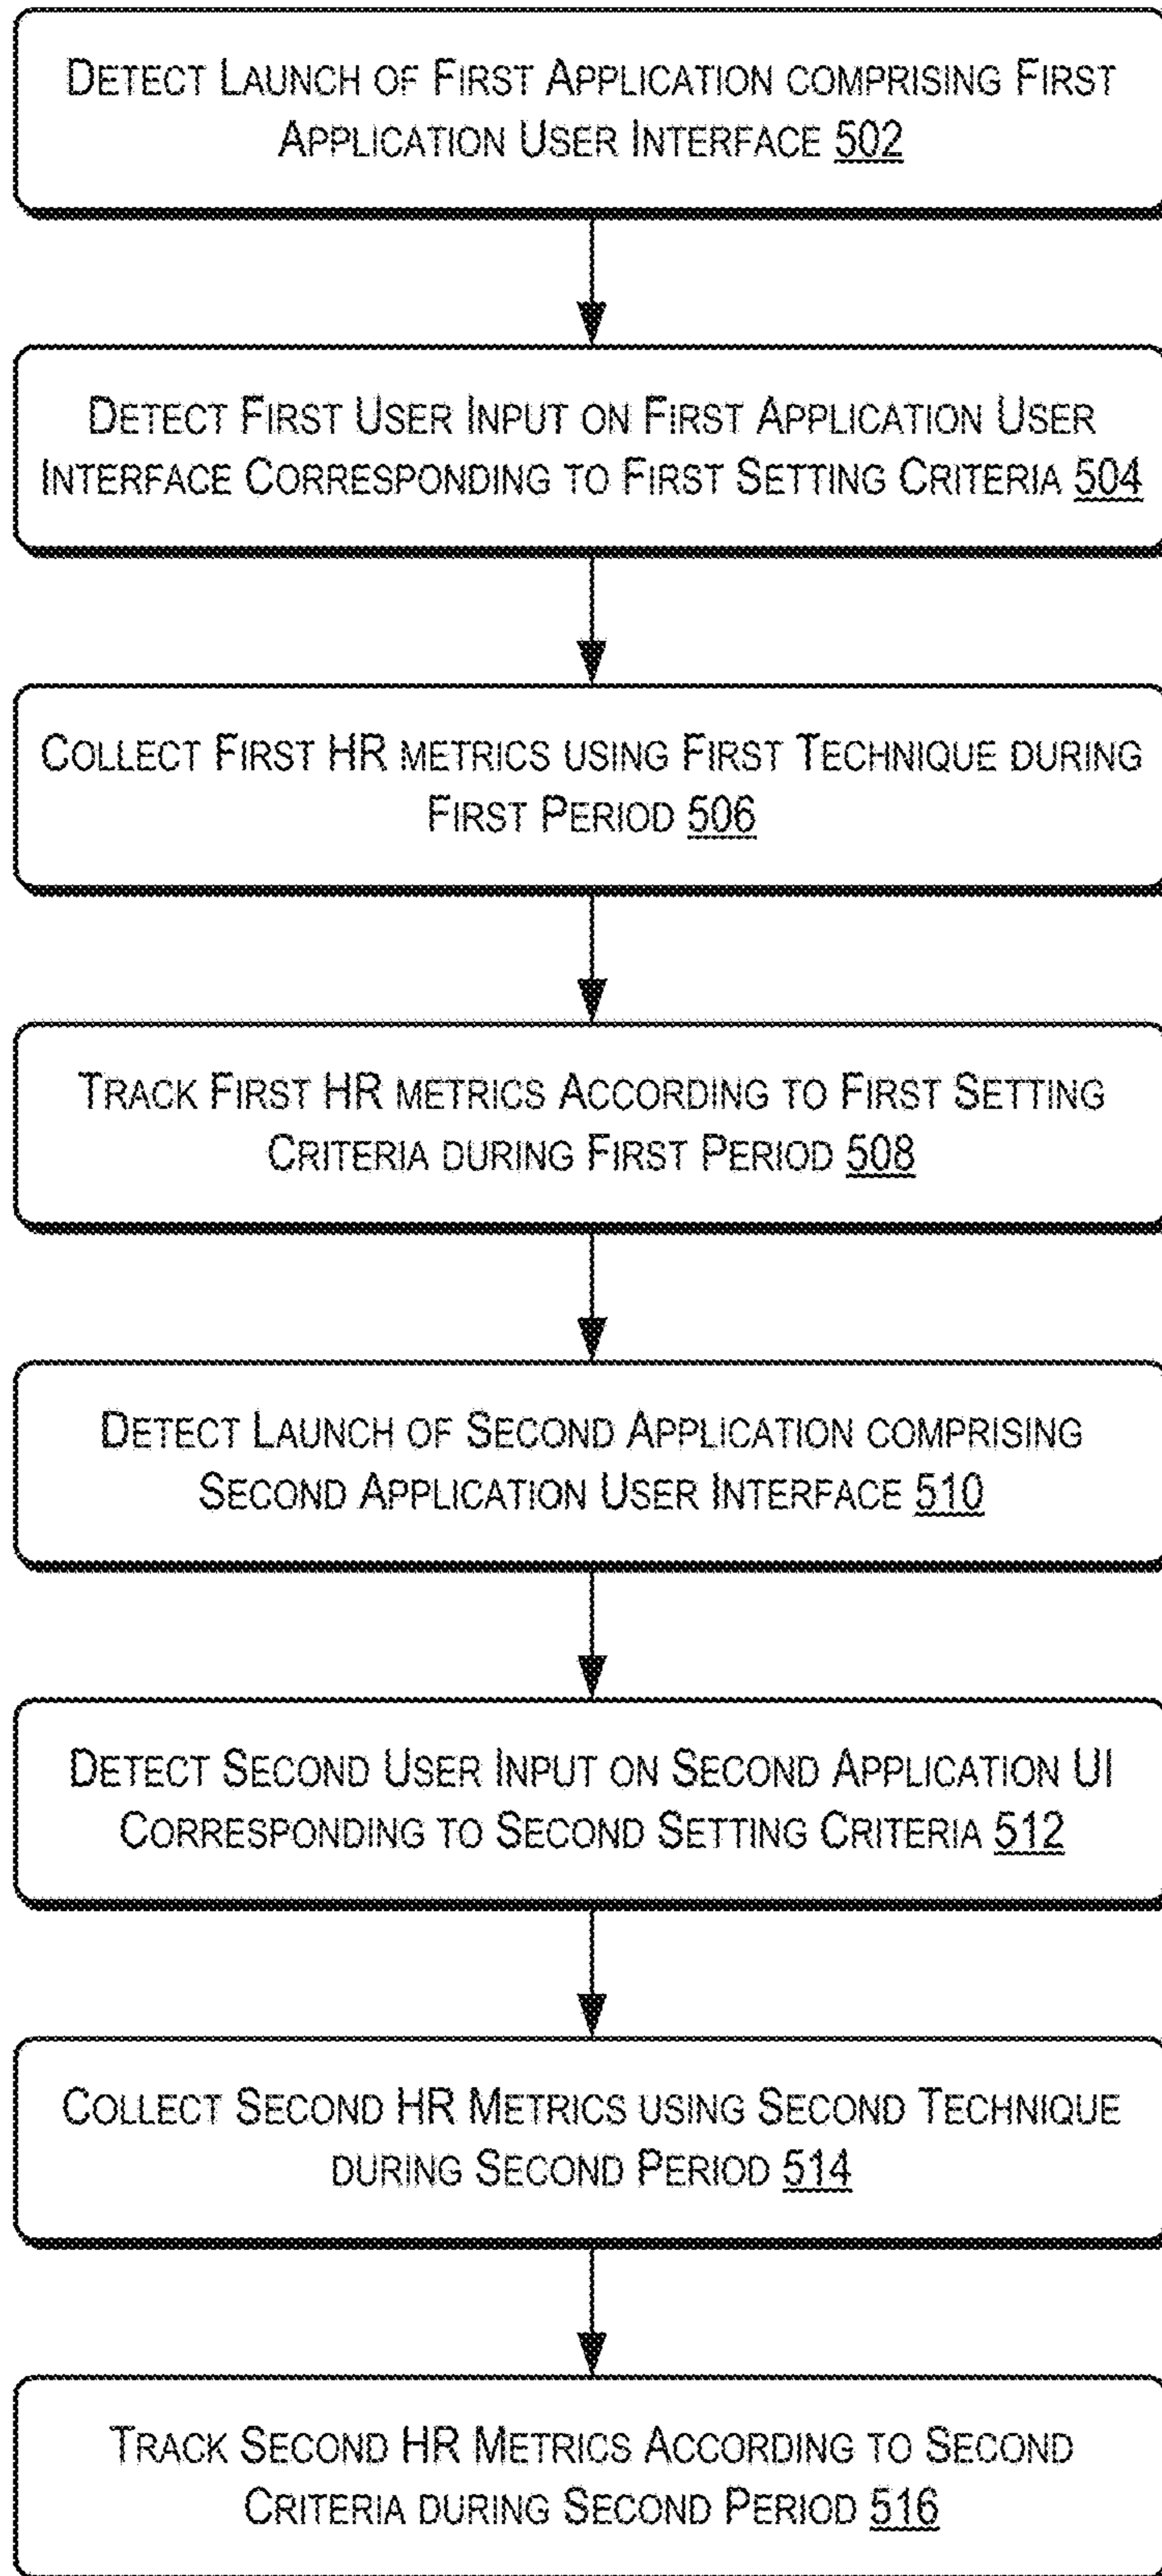 DETECT LAUNCH OF FIRST APPLICATION COMPRISING FIRST
APPLICATION USER INTERFACE 502
DETECT FIRST USER INPUT ON FIRST APPLICATION USER
INTERFACE CORRESPONDING TO FIRST SETTING CRITERIA 504
COLLECT FIRST HR METRICS USING FIRST TECHNIQUE DURING
FIRST PERIOD 506
TRACK FIRST HR METRICS ACCORDING TO FIRST SETTING
CRITERIA DURING FIRST PERIOD 508
DETECT LAUNCH OF SECOND APPLICATION COMPRISING
SECOND APPLICATION USER INTERFACE 510
DETECT SECOND USER INPUT ON SECOND APPLICATION UI
CORRESPONDING TO SECOND SETTING CRITERIA 512
COLLECT SECOND HR METRICS USING SECOND TECHNIQUE
DURING SECOND PERIOD 514
TRACK SECOND HR METRICS ACCORDING TO SECOND
CRITERIA DURING SECOND PERIOD 516